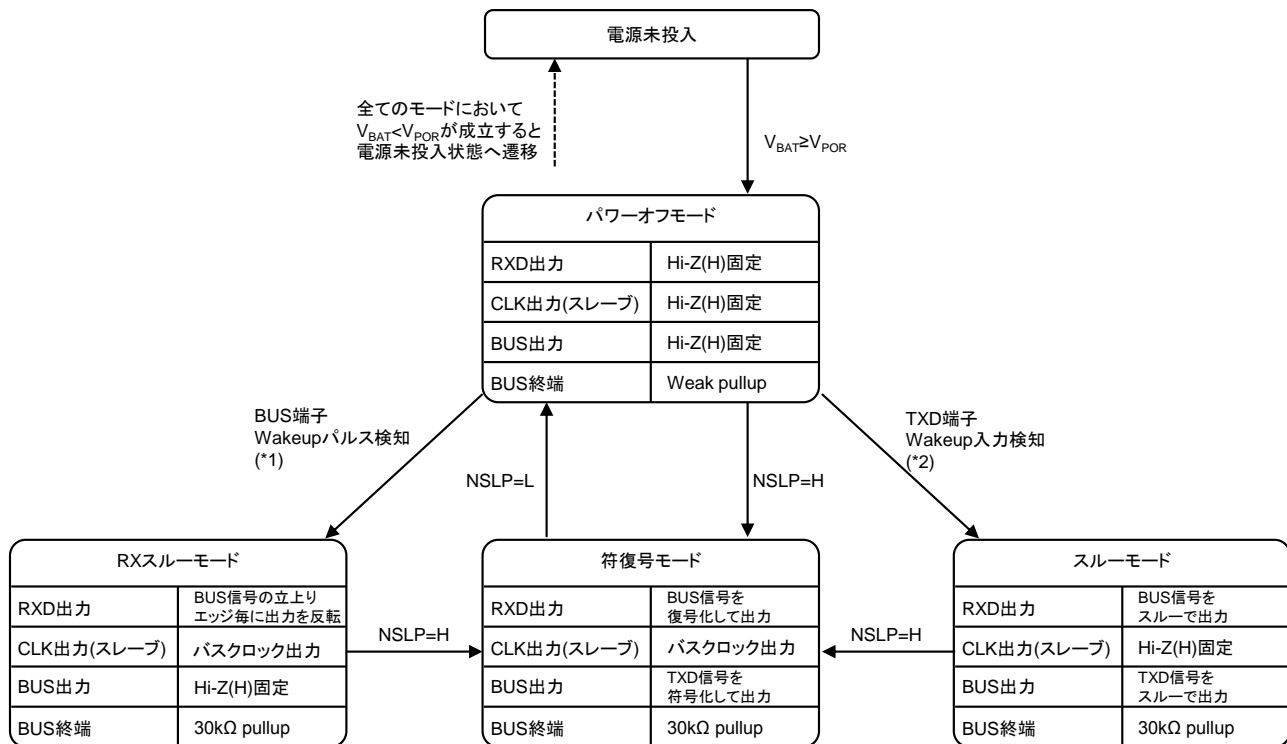 電源未投入
全てのモードにおいて
VBAT<VPORが成立すると
電源未投入状態へ遷移
VBAT≥VPOR
パワーオフモード
RXD出力 Hi-Z(H)固定
CLK出力(スレーブ) Hi-Z(H)固定
BUS出力 Hi-Z(H)固定
BUS終端 Weak pullup
BUS端子
Wakeupパルス検知
(*1)
NSLP=L
NSLP=H
TXD端子
Wakeup入力検知
(*2)
RXスルーモード
RXD出力
BUS信号の立上り
エッジ毎に出力を反転
CLK出力(スレーブ) バスクロック出力
BUS出力 Hi-Z(H)固定
BUS終端 30kΩ pullup
NSLP=H
符復号モード
RXD出力
BUS信号を
復号化して出力
CLK出力(スレーブ) バスクロック出力
BUS出力
TXD信号を
符号化して出力
BUS終端 30kΩ pullup
NSLP=H
スルーモード
RXD出力
BUS信号を
スルーで出力
CLK出力(スレーブ) Hi-Z(H)固定
BUS出力
TXD信号を
スルーで出力
BUS終端 30kΩ pullup